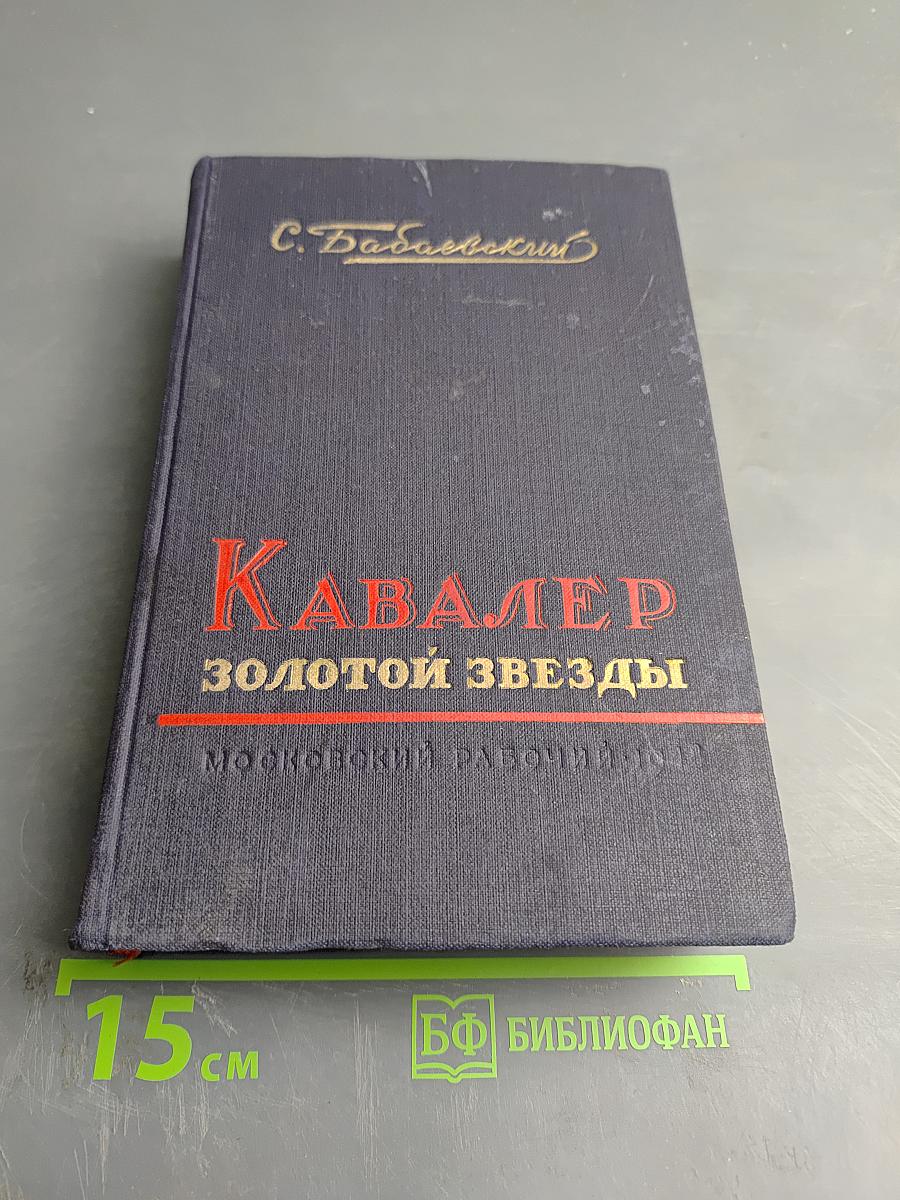 С. Бабаевский
КАВАЛЕР
ЗОЛОТОЙ ЗВЕЗДЫ
МОСКОВСКИЙ РАБОЧИЙ
15 см
БФ БИБЛИОФАН